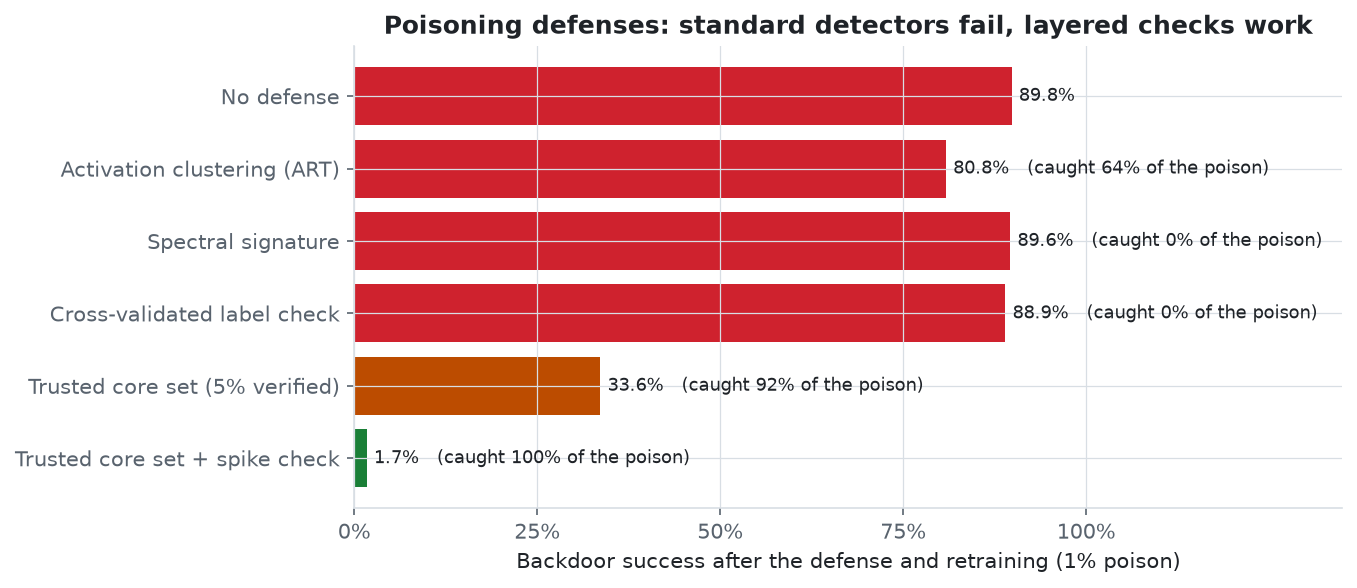 Poisoning defenses: standard detectors fail, layered checks work
No defense
89.8%
Activation clustering (ART)
80.8% (caught 64% of the poison)
Spectral signature
89.6% (caught 0% of the poison)
Cross-validated label check
88.9% (caught 0% of the poison)
Trusted core set (5% verified)
33.6% (caught 92% of the poison)
Trusted core set + spike check
1.7% (caught 100% of the poison)
0% 25% 50% 75% 100%
Backdoor success after the defense and retraining (1% poison)